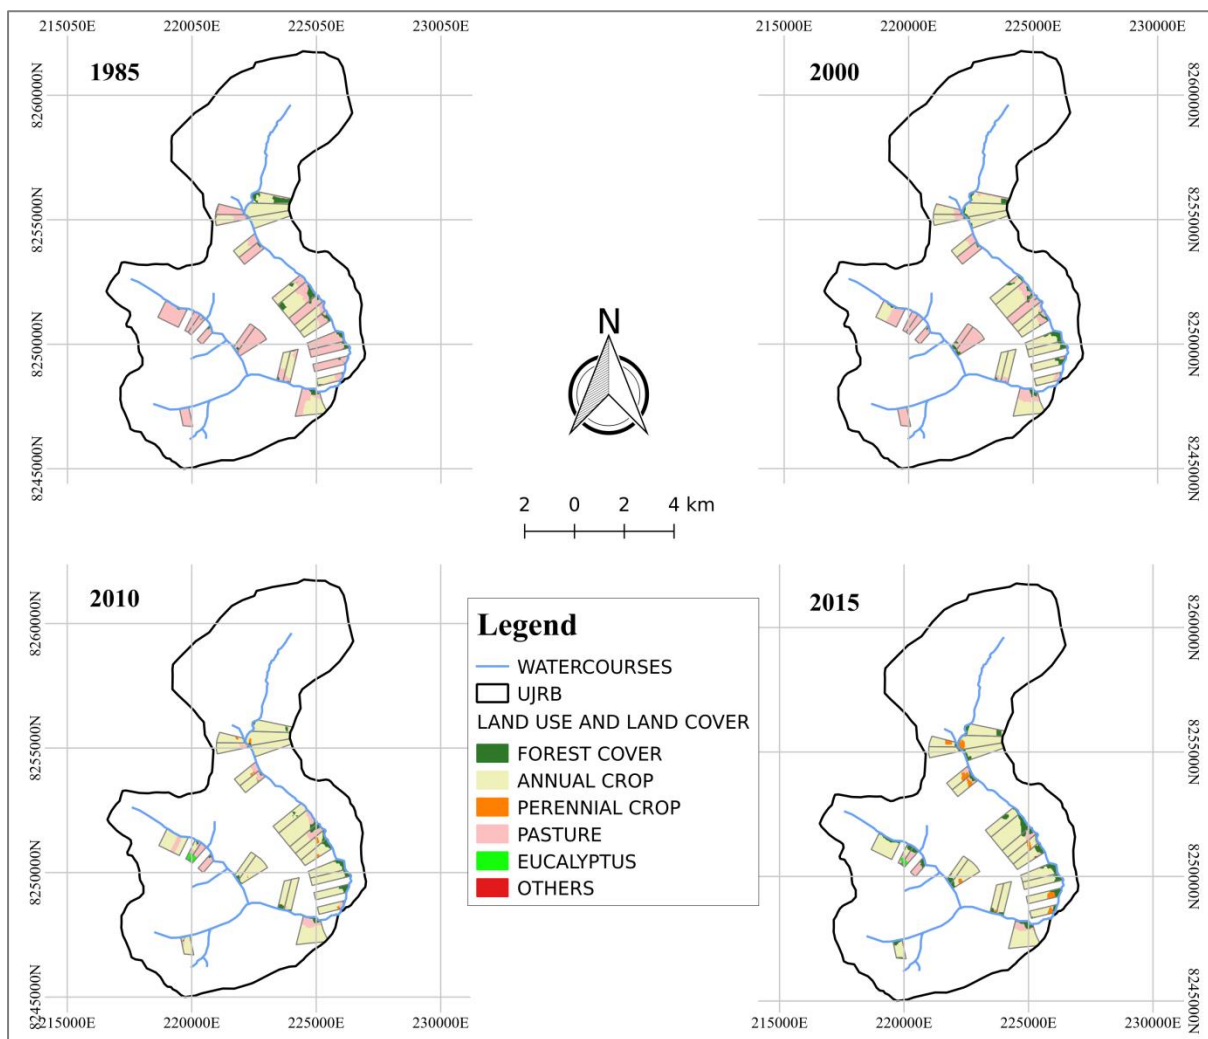 215050E 220050E 225050E 230050E
215000E 220000E 225000E 230000E
1985
2000
8260000N
8255000N
8250000N
8245000N
8260000N
8255000N
8250000N
8245000N
N
2 0 2 4 km
2010
2015
8260000N
8255000N
8250000N
8245000N
8260000N
8255000N
8250000N
8245000N
Legend
WATERCOURSES
UJRB
LAND USE AND LAND COVER
FOREST COVER
ANNUAL CROP
PERENNIAL CROP
PASTURE
EUCALYPTUS
OTHERS
215000E 220000E 225000E 230000E
215000E 220000E 225000E 230000E